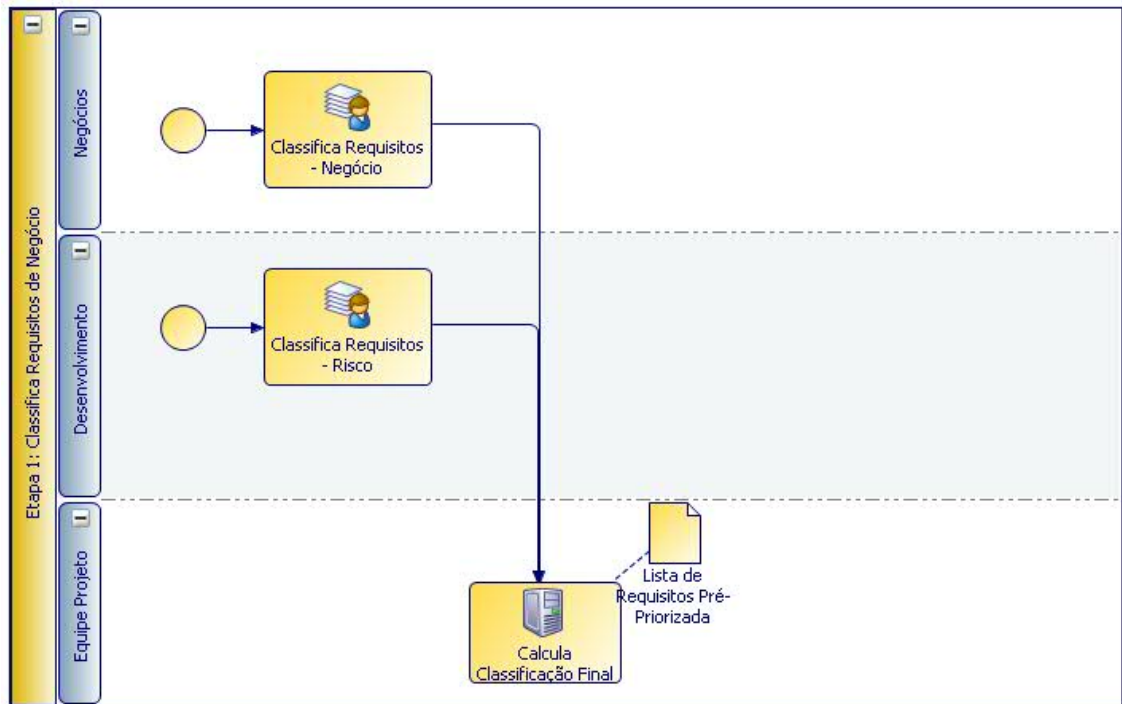 Etapa 1: Classifica Requisitos de Negócio
Negócios
Classifica Requisitos
- Negócio
Desenvolvimento
Classifica Requisitos
- Risco
Equipe Projeto
Lista de
Requisitos Pré-
Priorizada
Calcula
Classificação Final